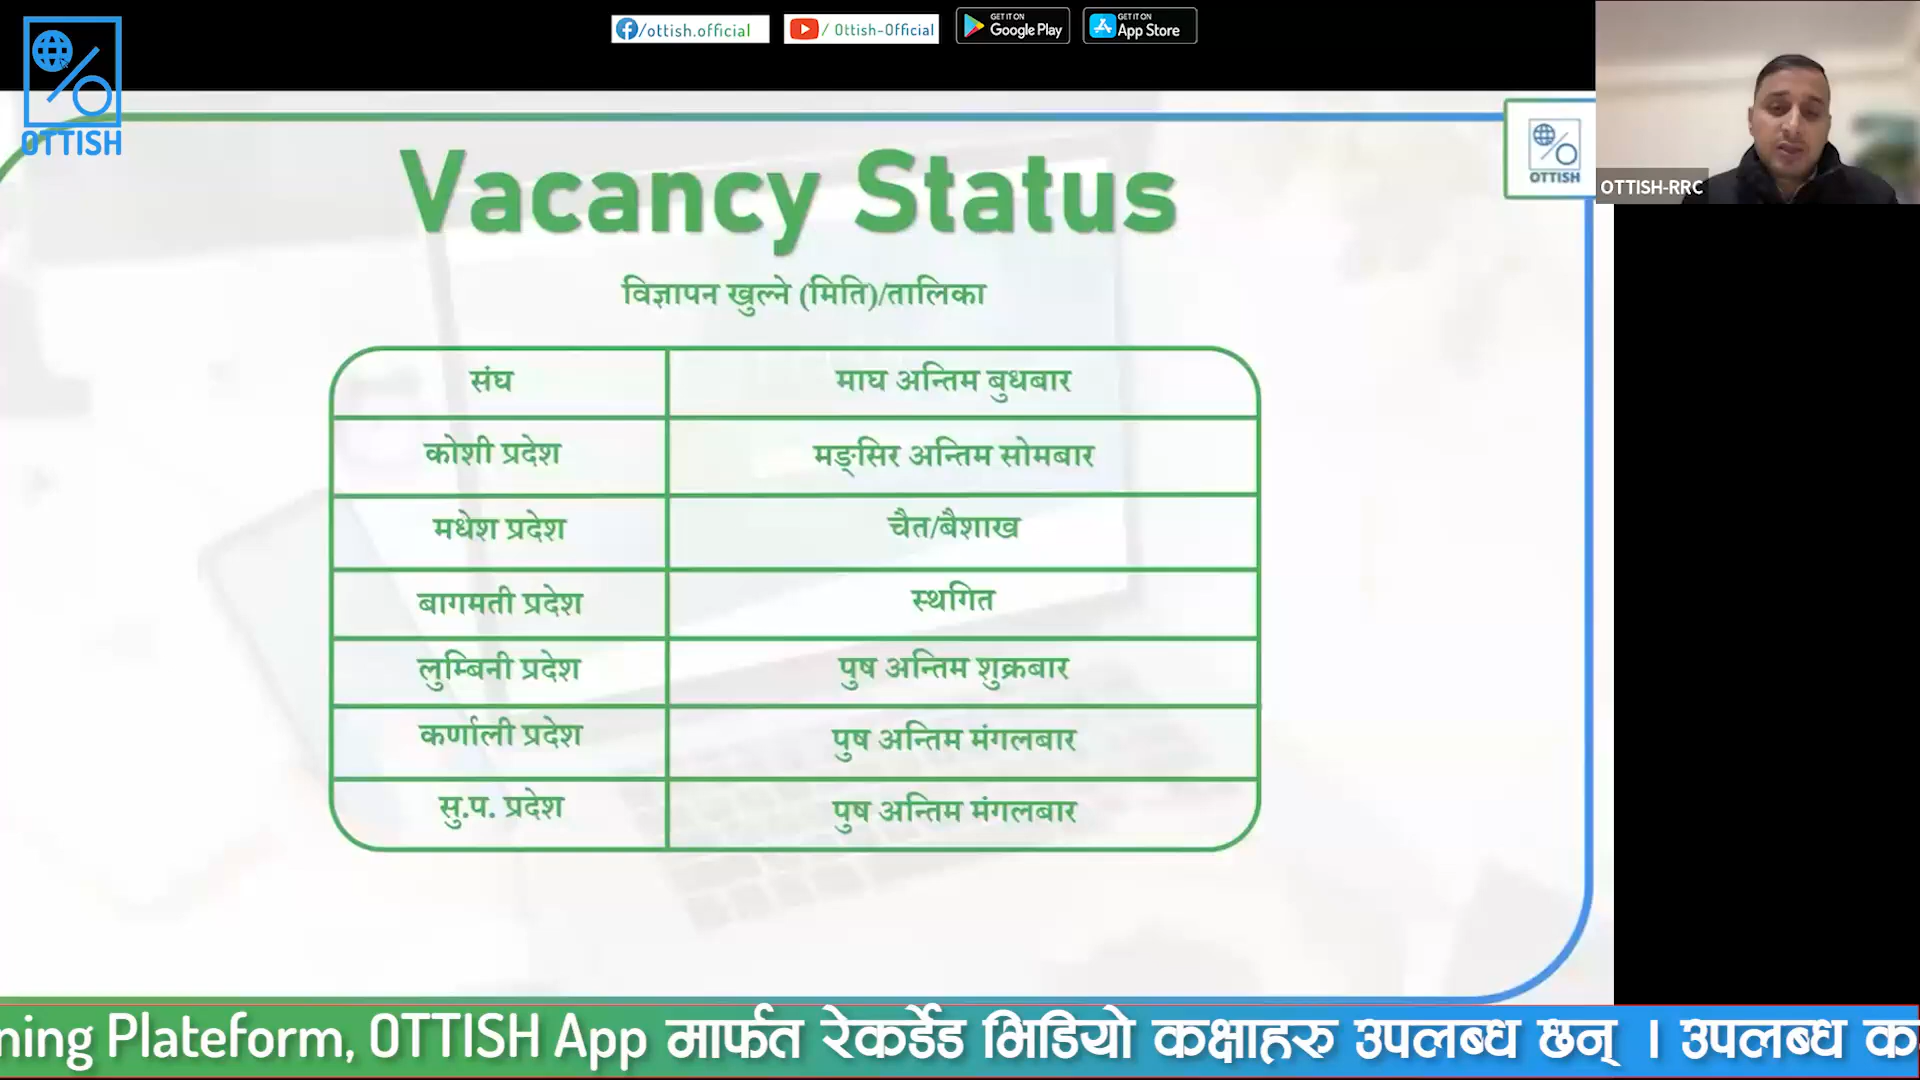 /ottish.official
/ Ottish-Official
GET IT ON
Google Play
GET IT ON
App Store
OTTISH
OTTISH
OTTISH-RRC
Vacancy Status
विज्ञापन खुल्ने (मिति)/तालिका
संघ माघ अन्तिम बुधबार
कोशी प्रदेश मङ्सिर अन्तिम सोमबार
मधेश प्रदेश चैत/बैशाख
बागमती प्रदेश स्थगित
लुम्बिनी प्रदेश पुष अन्तिम शुक्रबार
कर्णाली प्रदेश पुष अन्तिम मंगलबार
सु.प. प्रदेश पुष अन्तिम मंगलबार
ning Plateform, OTTISH App मार्फत रेकर्डेड भिडियो कक्षाहरु उपलब्ध छन् । उपलब्ध क